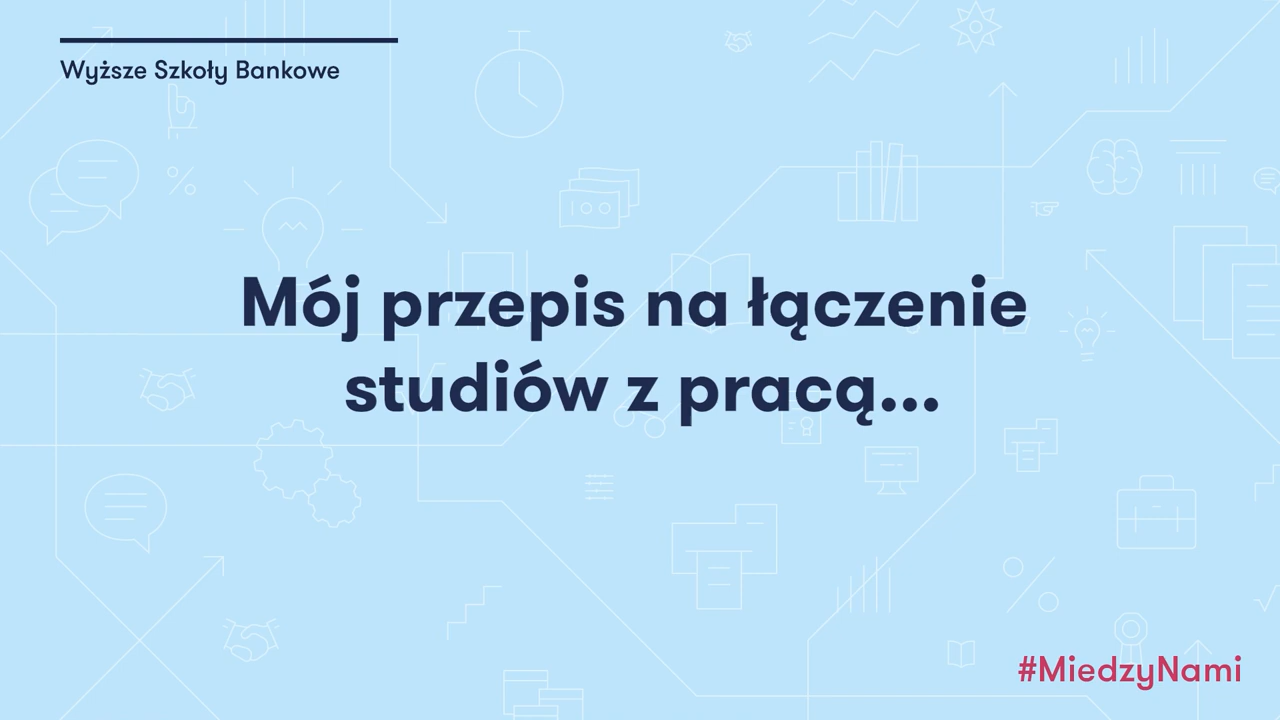 Wyższe Szkoły Bankowe
Mój przepis na łączenie
studiów z pracą...
#MiedzyNami